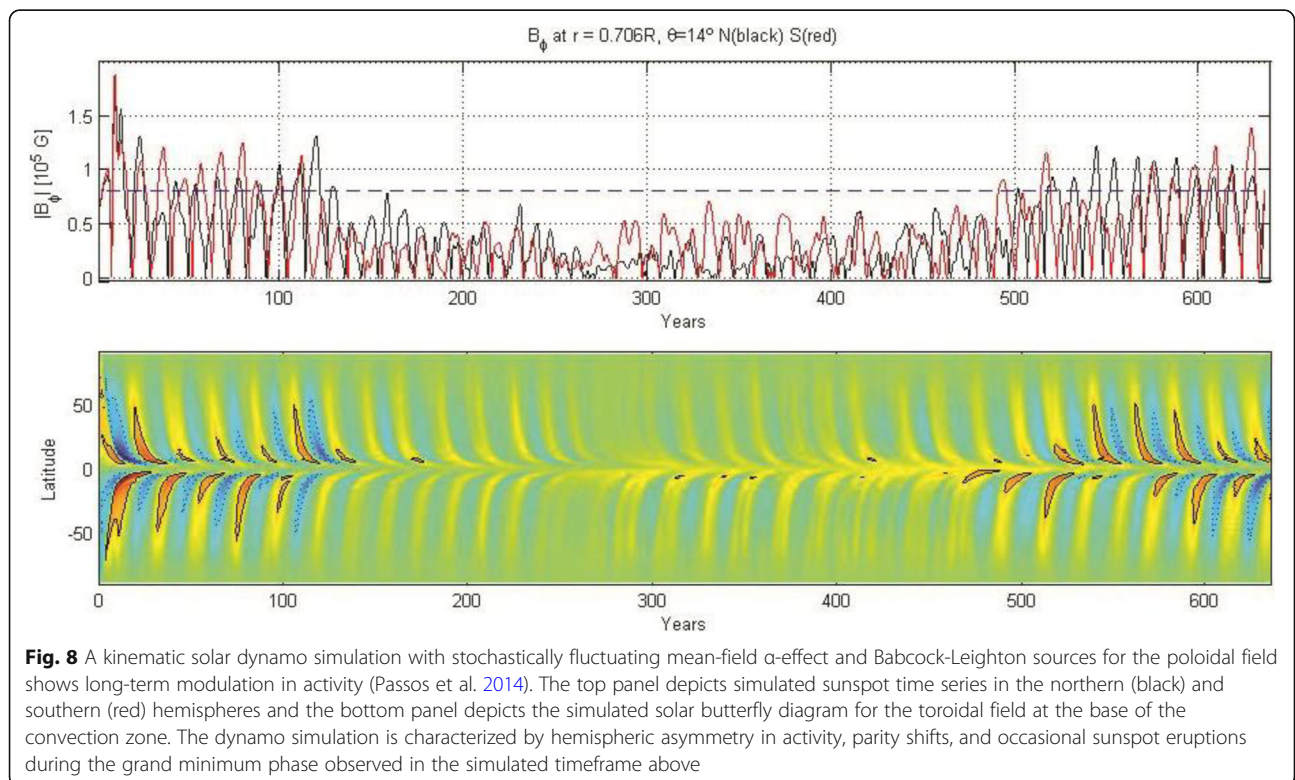 B_ϕ at r = 0.706R, θ=14º N(black) S(red)
|B_ϕ| [10^5 G]
1.5
1
0.5
0
100
200
300
400
500
600
Years
Latitude
50
0
-50
0
100
200
300
400
500
600
Years
Fig. 8 A kinematic solar dynamo simulation with stochastically fluctuating mean-field α-effect and Babcock-Leighton sources for the poloidal field
shows long-term modulation in activity (Passos et al. 2014). The top panel depicts simulated sunspot time series in the northern (black) and
southern (red) hemispheres and the bottom panel depicts the simulated solar butterfly diagram for the toroidal field at the base of the
convection zone. The dynamo simulation is characterized by hemispheric asymmetry in activity, parity shifts, and occasional sunspot eruptions
during the grand minimum phase observed in the simulated timeframe above